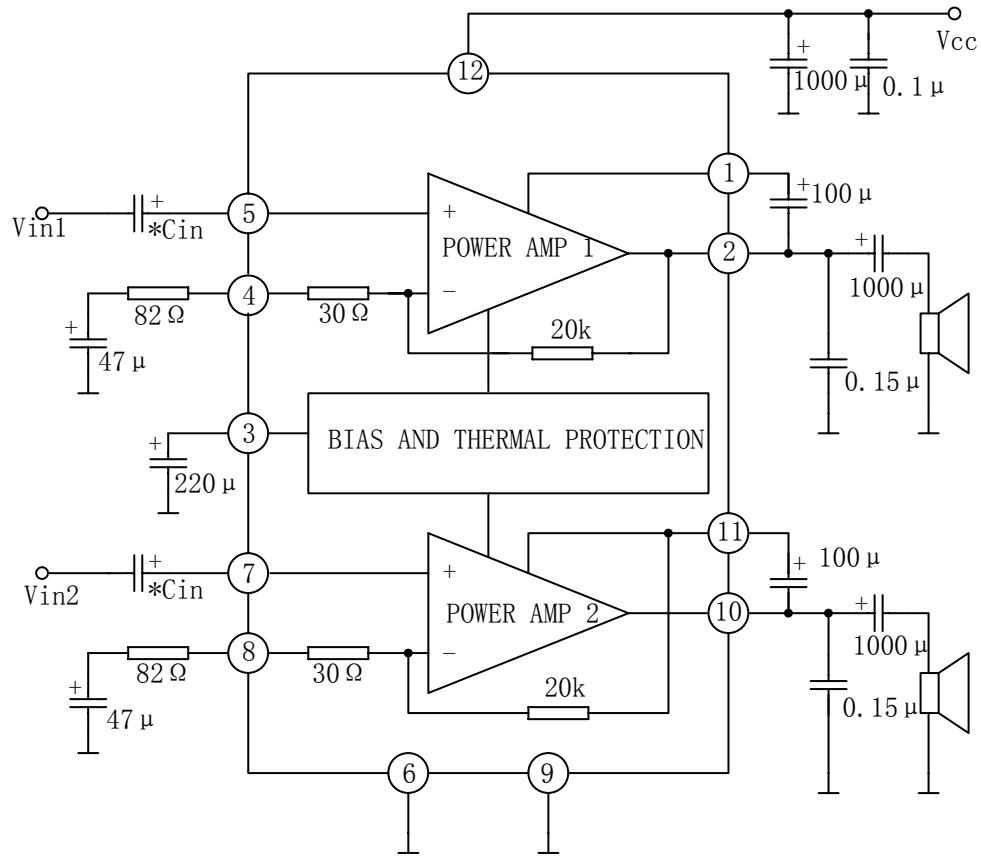 Vcc
12
+
1000μ
0.1μ
1
+
100μ
Vin1
+
*Cin
5
+
POWER AMP 1
2
+
1000μ
4
−
82Ω
30Ω
20k
+
47μ
0.15μ
3
BIAS AND THERMAL PROTECTION
+
220μ
11
+
100μ
Vin2
+
*Cin
7
+
POWER AMP 2
10
+
1000μ
8
−
82Ω
30Ω
20k
+
47μ
0.15μ
6
9